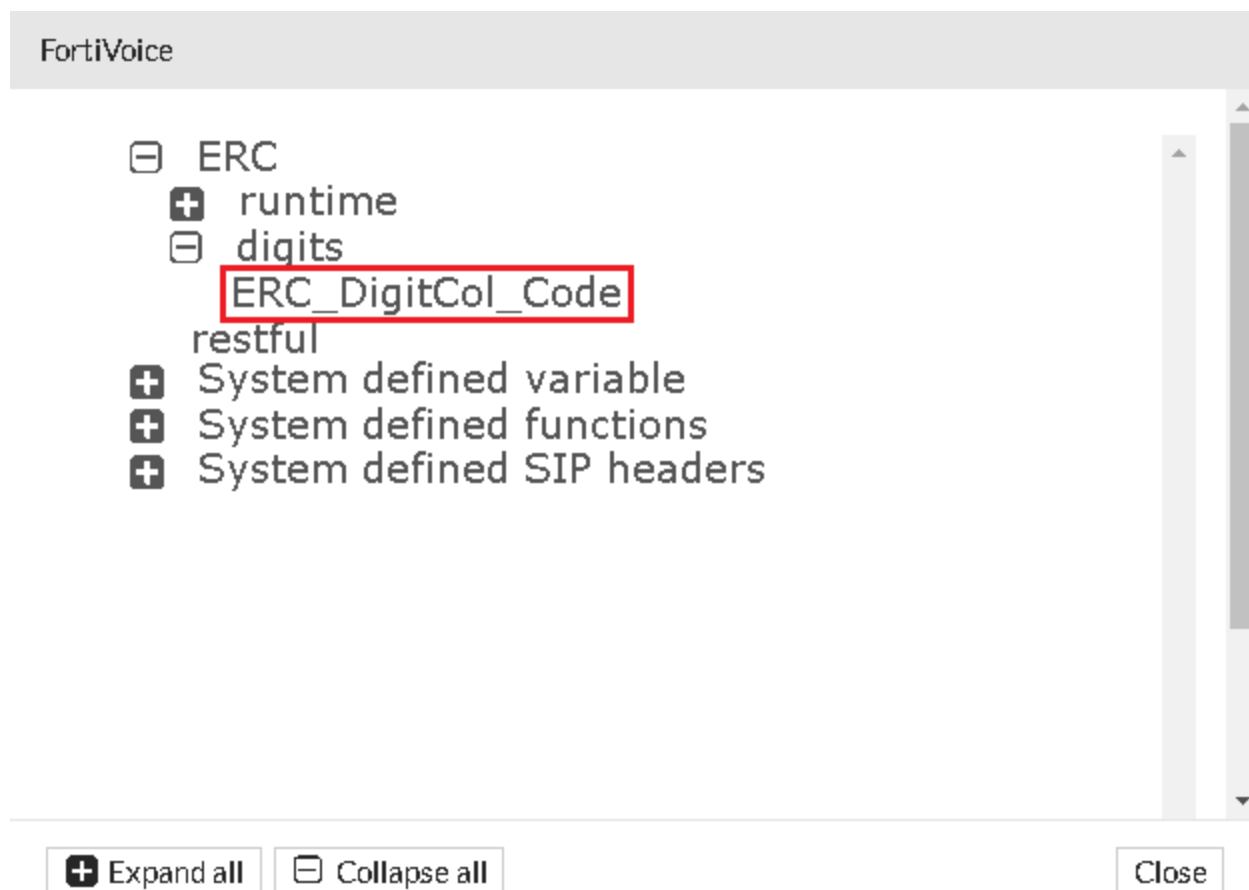 FortiVoice
ERC
runtime
digits
ERC_DigitCol_Code
restful
System defined variable
System defined functions
System defined SIP headers
Expand all Collapse all Close